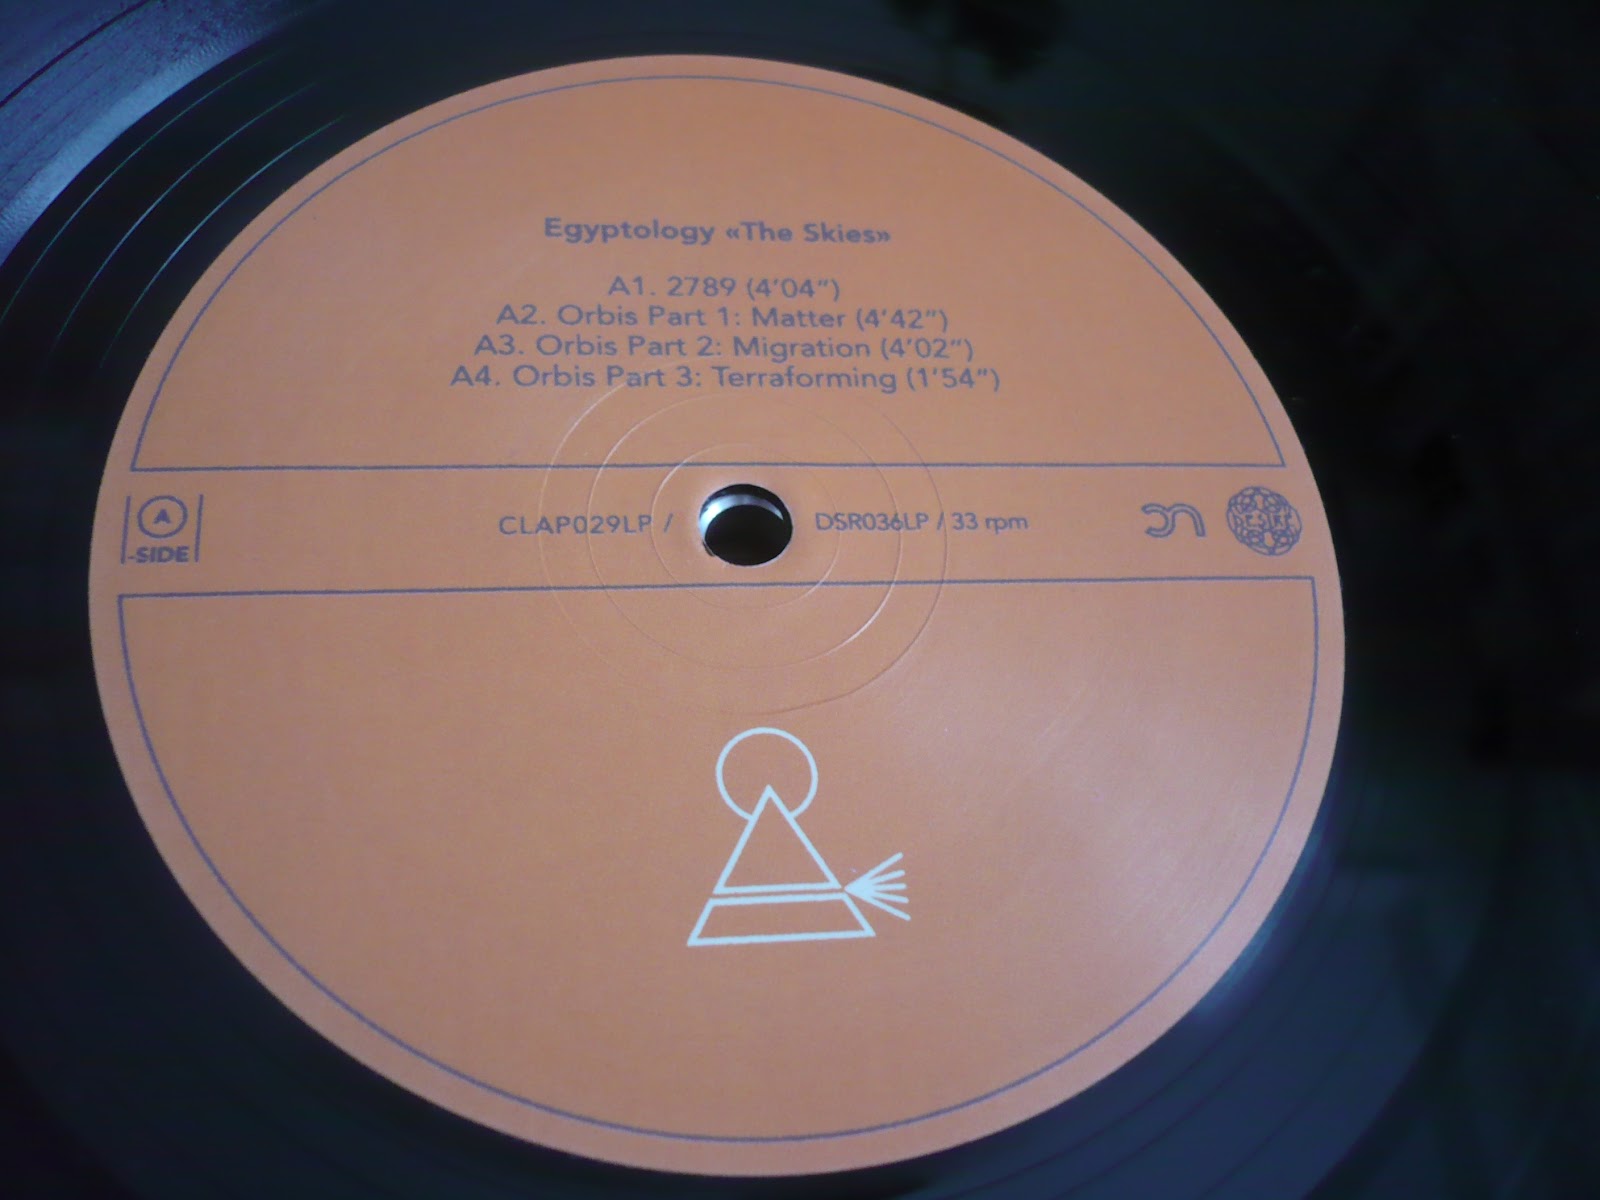 Egyptology «The Skies»
A1. 2789 (4'04")
A2. Orbis Part 1: Matter (4'42")
A3. Orbis Part 2: Migration (4'02")
A4. Orbis Part 3: Terraforming (1'54")
A
-SIDE
CLAP029LP / DSR036LP / 33 rpm